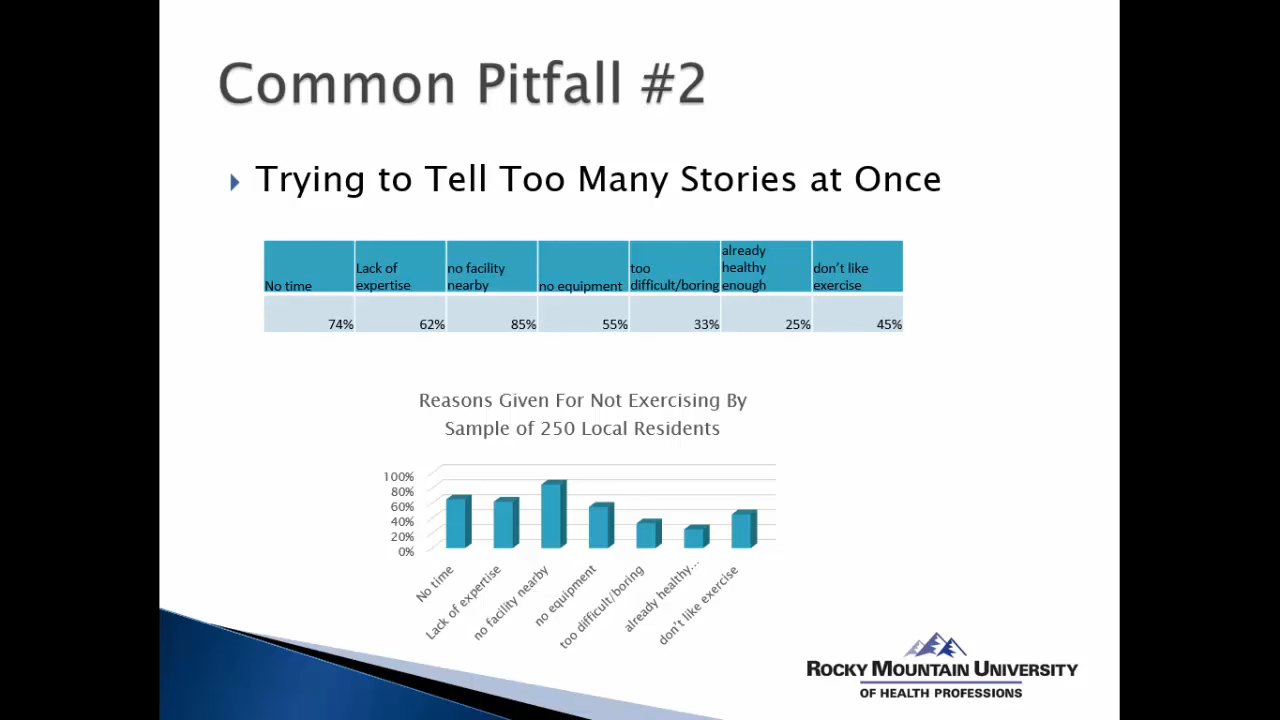 Common Pitfall #2
Trying to Tell Too Many Stories at Once
No time
Lack of
expertise
no facility
nearby
no equipment
too
difficult/boring
already
healthy
enough
don't like
exercise
74% 62% 85% 55% 33% 25% 45%
Reasons Given For Not Exercising By
Sample of 250 Local Residents
100%
80%
60%
40%
20%
0%
No time
Lack of expertise
no facility nearby
no equipment
too difficult/boring
already healthy...
don't like exercise
ROCKY MOUNTAIN UNIVERSITY
OF HEALTH PROFESSIONS